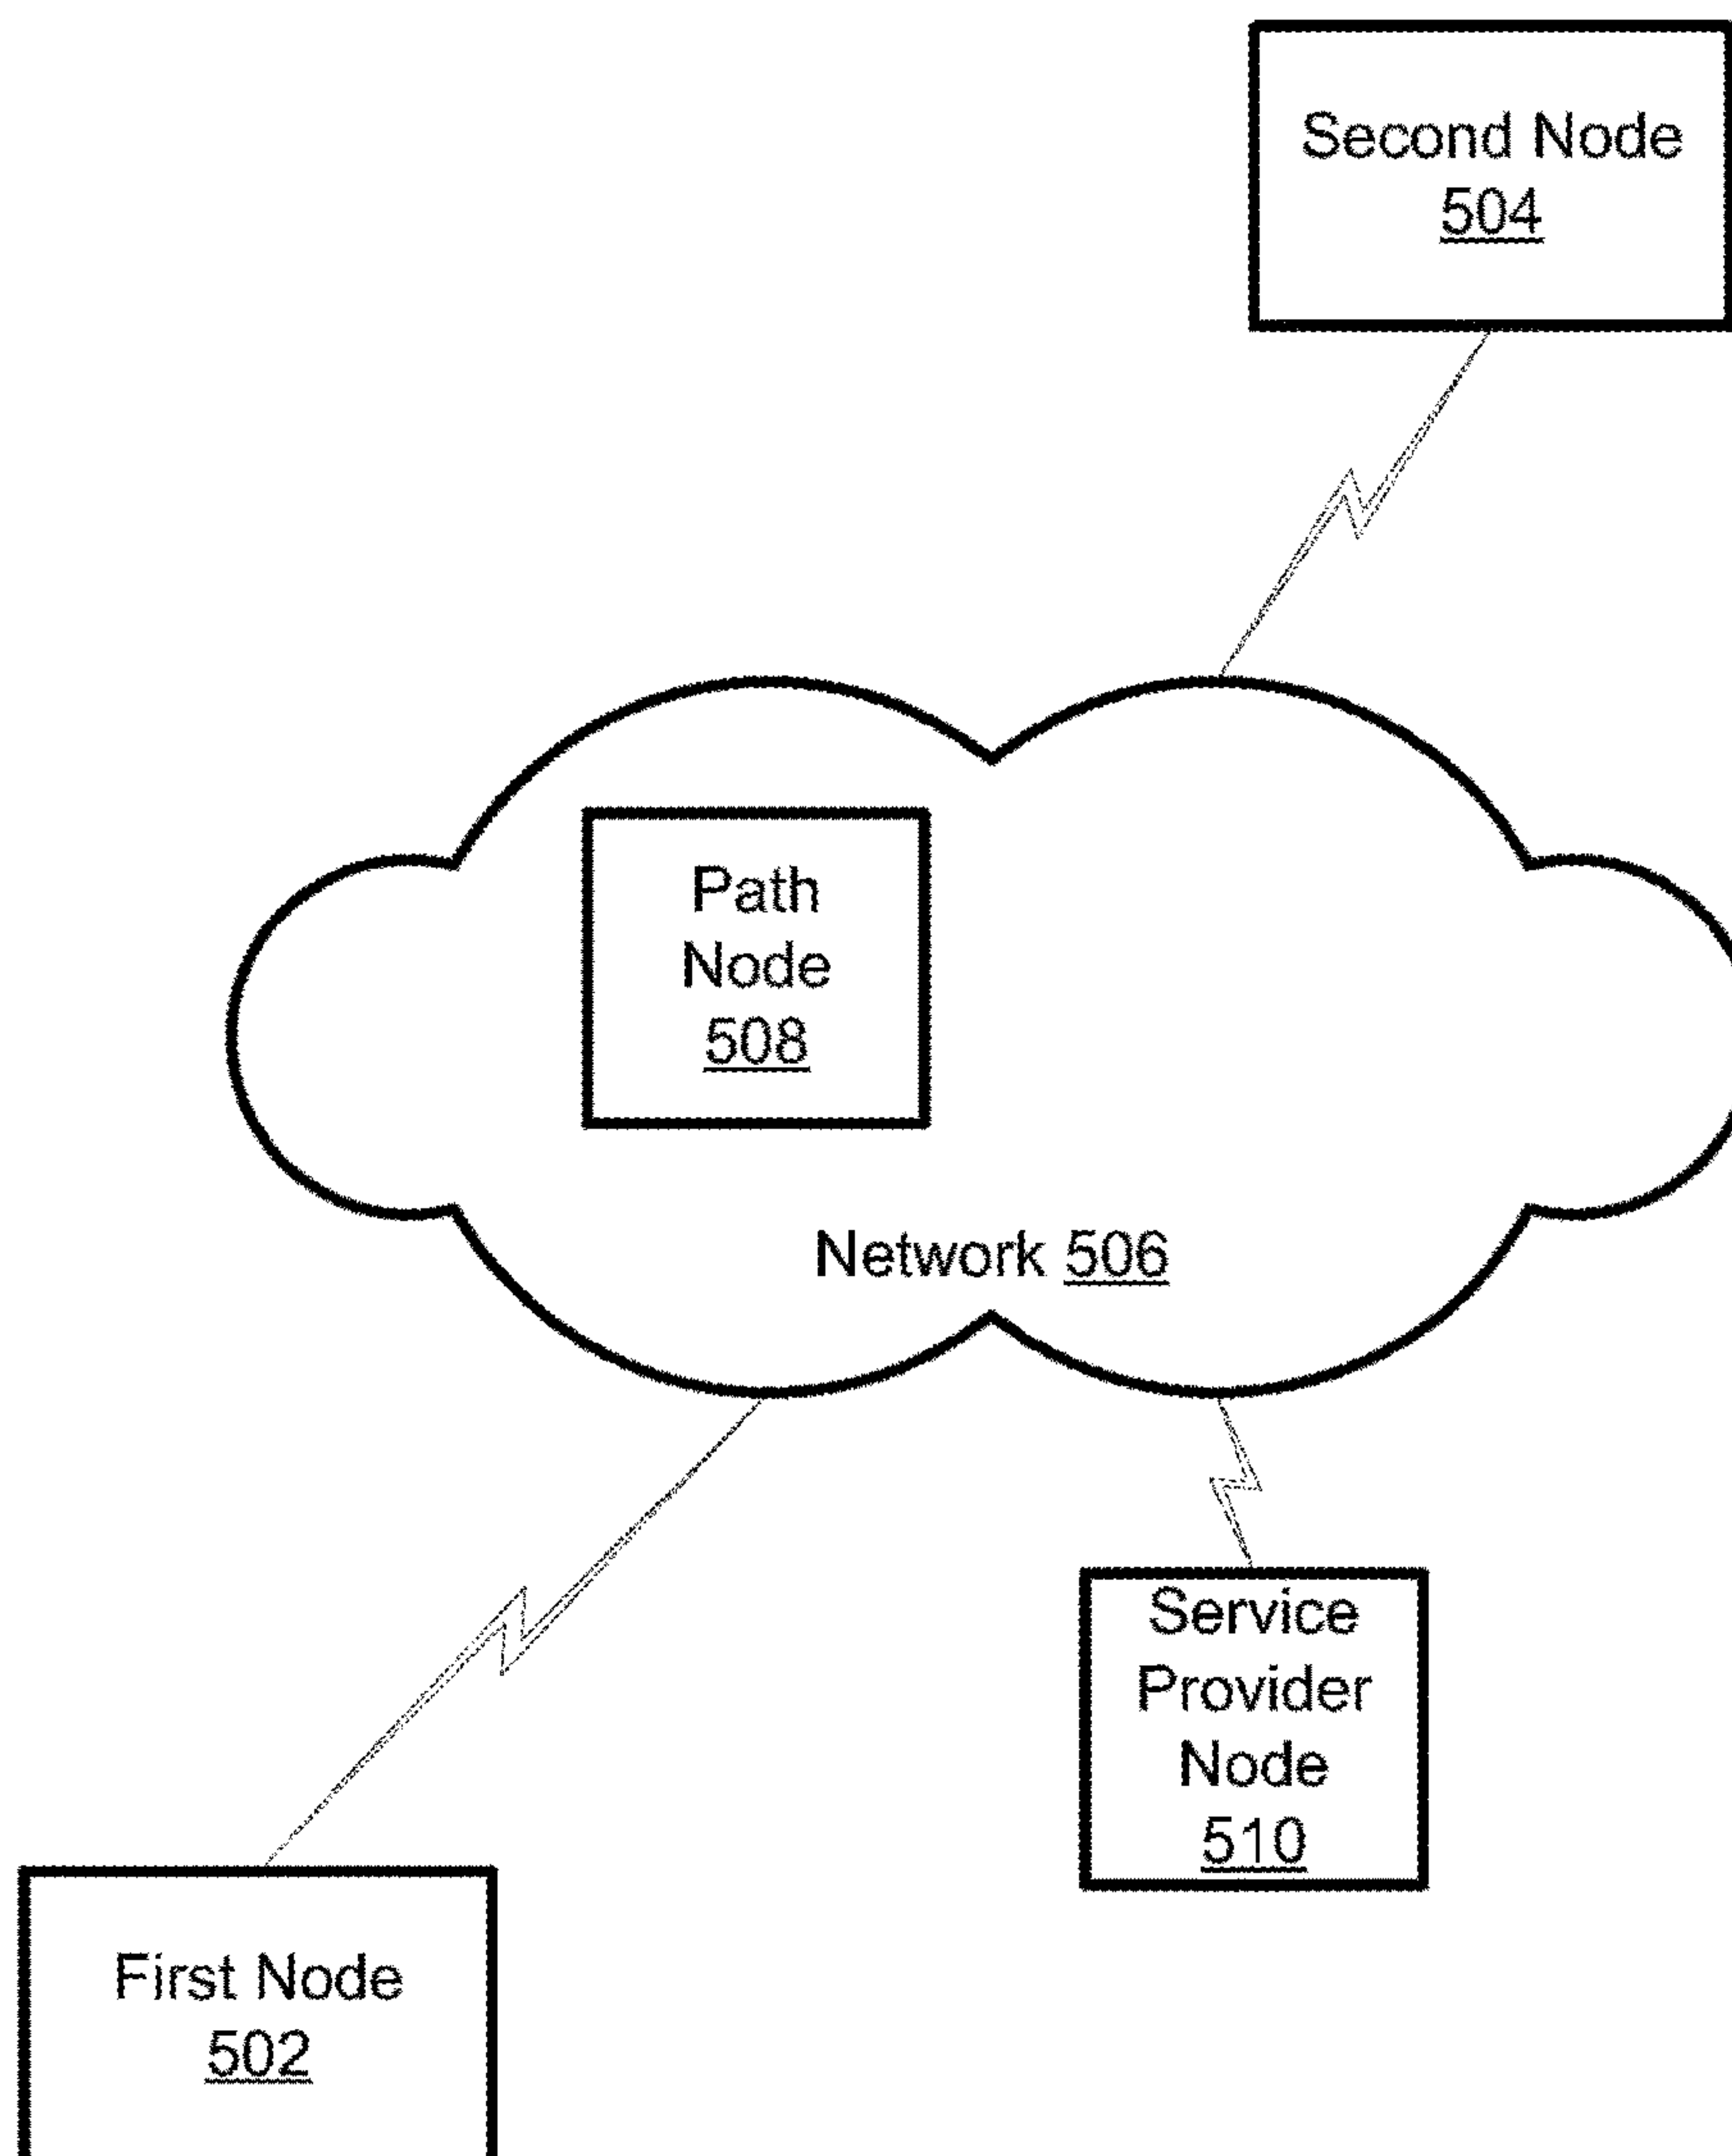 Second Node
504
Path
Node
508
Network 506
Service
Provider
Node
510
First Node
502